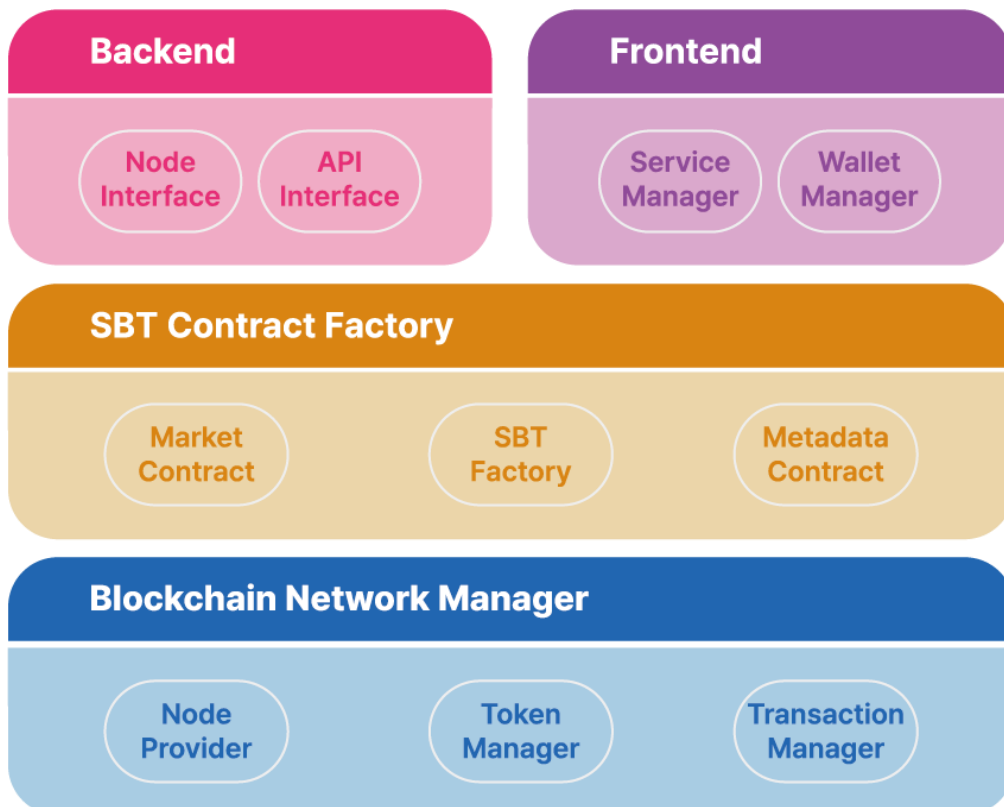 Backend
Node
Interface
API
Interface
Frontend
Service
Manager
Wallet
Manager
SBT Contract Factory
Market
Contract
SBT
Factory
Metadata
Contract
Blockchain Network Manager
Node
Provider
Token
Manager
Transaction
Manager